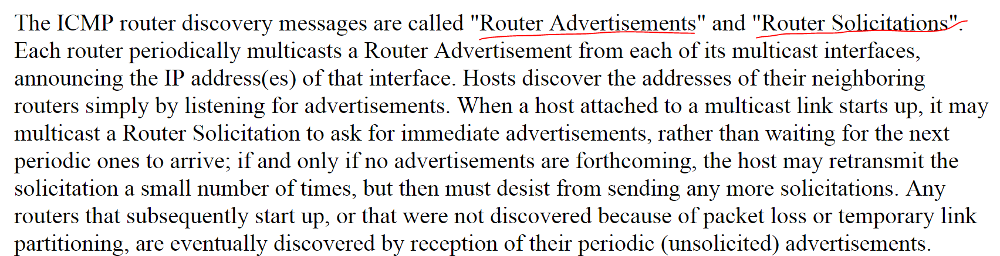 The ICMP router discovery messages are called "Router Advertisements" and "Router Solicitations".
Each router periodically multicasts a Router Advertisement from each of its multicast interfaces,
announcing the IP address(es) of that interface. Hosts discover the addresses of their neighboring
routers simply by listening for advertisements. When a host attached to a multicast link starts up, it may
multicast a Router Solicitation to ask for immediate advertisements, rather than waiting for the next
periodic ones to arrive; if and only if no advertisements are forthcoming, the host may retransmit the
solicitation a small number of times, but then must desist from sending any more solicitations. Any
routers that subsequently start up, or that were not discovered because of packet loss or temporary link
partitioning, are eventually discovered by reception of their periodic (unsolicited) advertisements.